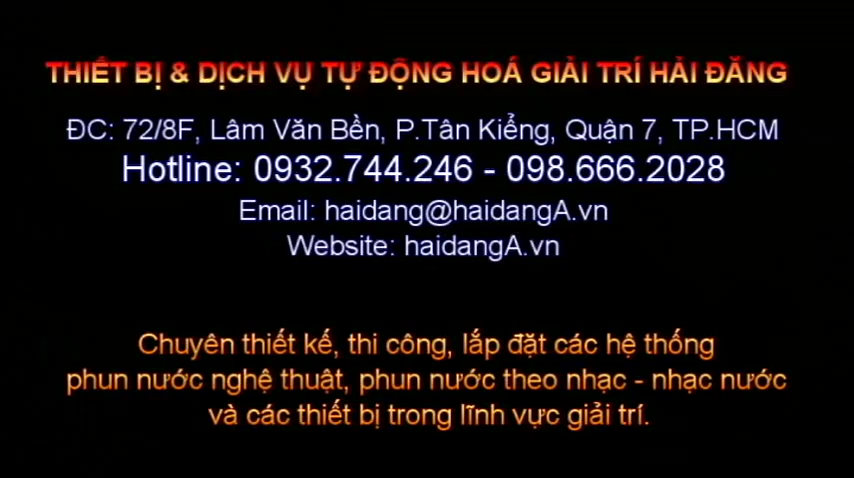 THIẾT BỊ & DỊCH VỤ TỰ ĐỘNG HOÁ GIẢI TRÍ HẢI ĐĂNG
ĐC: 72/8F, Lâm Văn Bền, P.Tân Kiểng, Quận 7, TP.HCM
Hotline: 0932.744.246 - 098.666.2028
Email: haidang@haidangA.vn
Website: haidangA.vn
Chuyên thiết kế, thi công, lắp đặt các hệ thống
phun nước nghệ thuật, phun nước theo nhạc - nhạc nước
và các thiết bị trong lĩnh vực giải trí.